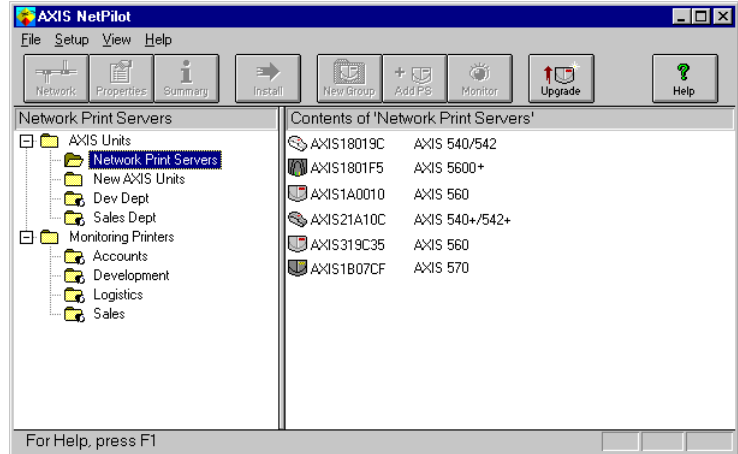 AXIS NetPilot
File Setup View Help
Network Properties Summary Install New Group Add PS Monitor Upgrade Help
Network Print Servers
Contents of 'Network Print Servers'
AXIS Units
Network Print Servers
New AXIS Units
Dev Dept
Sales Dept
Monitoring Printers
Accounts
Development
Logistics
Sales
AXIS18019C AXIS 540/542
AXIS1801F5 AXIS 5600+
AXIS1A0010 AXIS 560
AXIS21A10C AXIS 540+/542+
AXIS319C35 AXIS 560
AXIS1B07CF AXIS 570
For Help, press F1